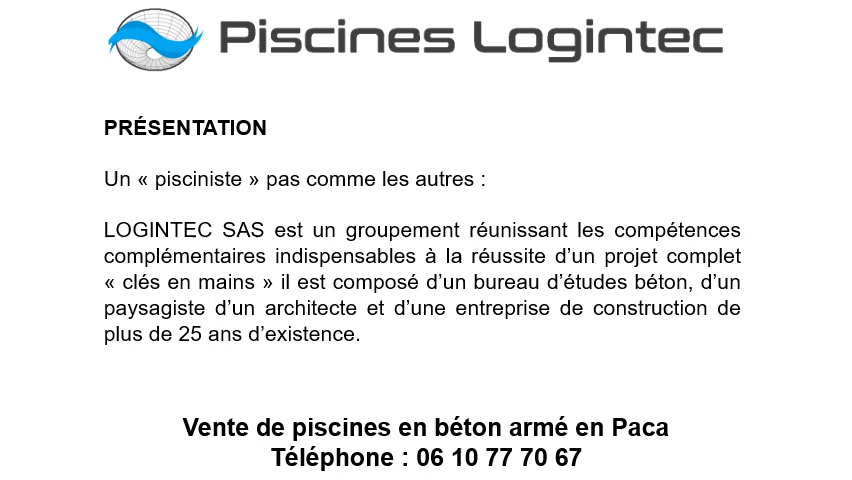 Piscines Logintec
PRÉSENTATION
Un « pisciniste » pas comme les autres :
LOGINTEC SAS est un groupement réunissant les compétences
complémentaires indispensables à la réussite d’un projet complet
« clés en mains » il est composé d’un bureau d’études béton, d’un
paysagiste d’un architecte et d’une entreprise de construction de
plus de 25 ans d’existence.
Vente de piscines en béton armé en Paca
Téléphone : 06 10 77 70 67